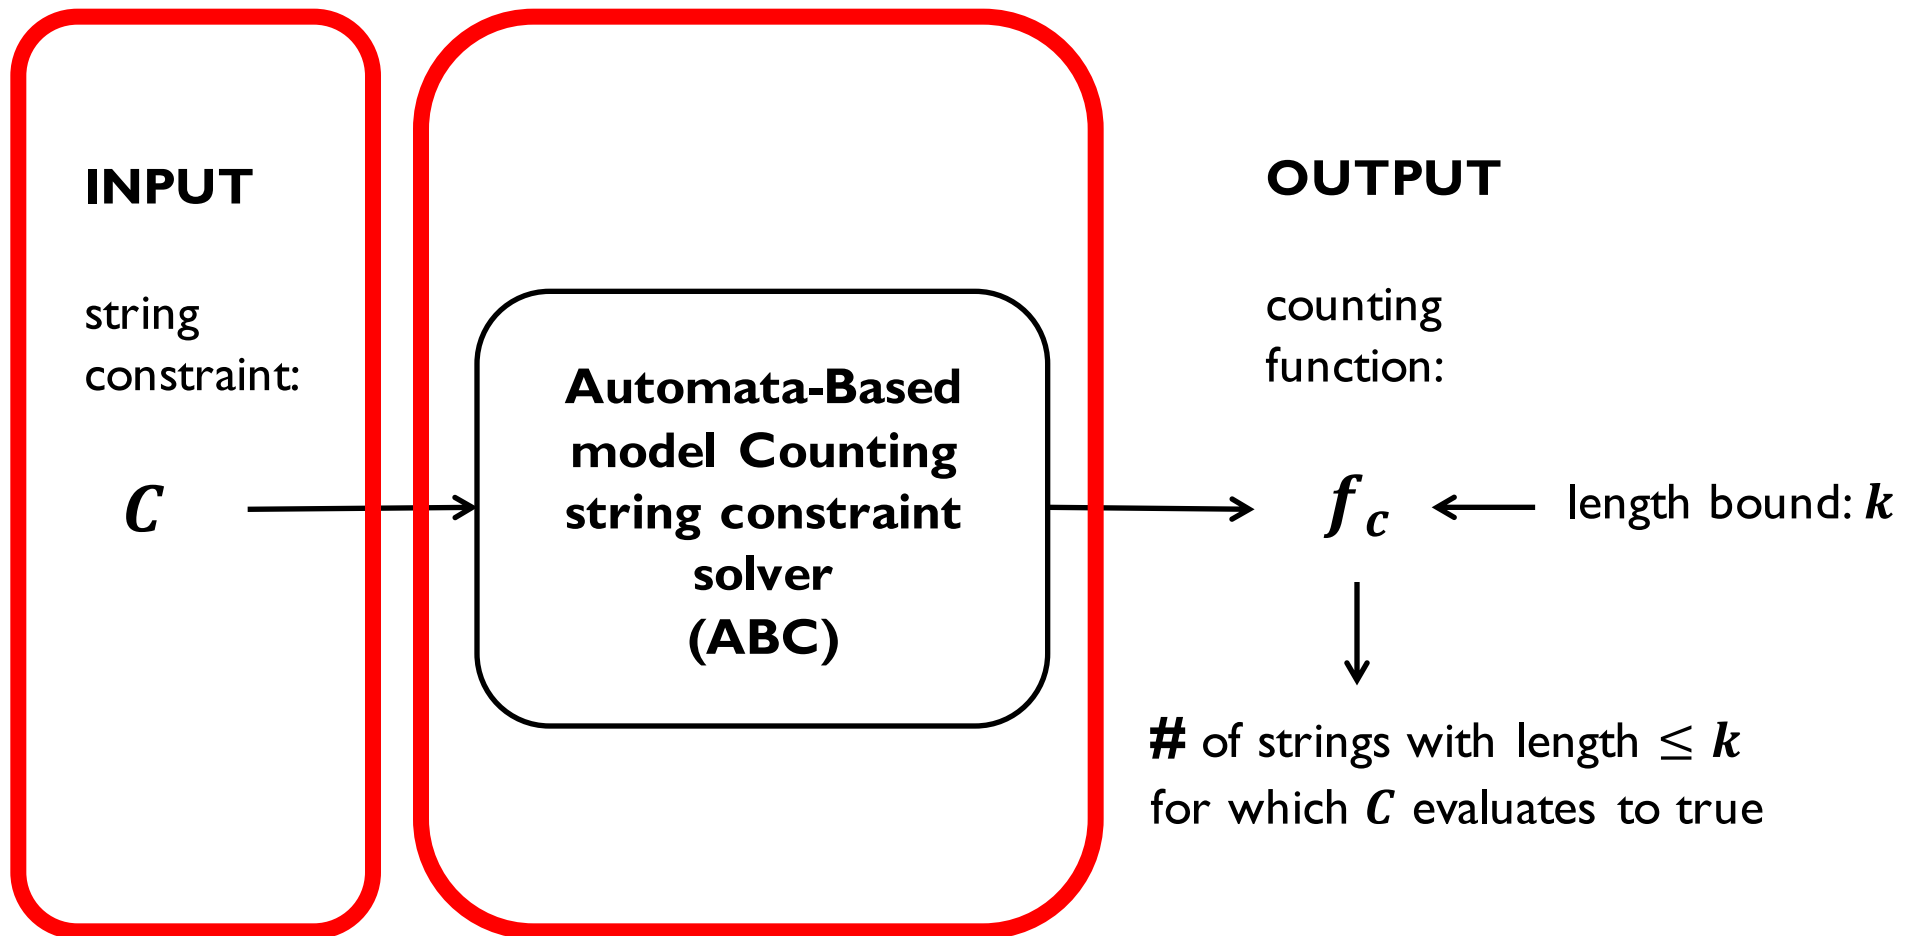 INPUT
string
constraint:
C
Automata-Based
model Counting
string constraint
solver
(ABC)
OUTPUT
counting
function:
f_c
length bound: k
# of strings with length ≤ k
for which C evaluates to true